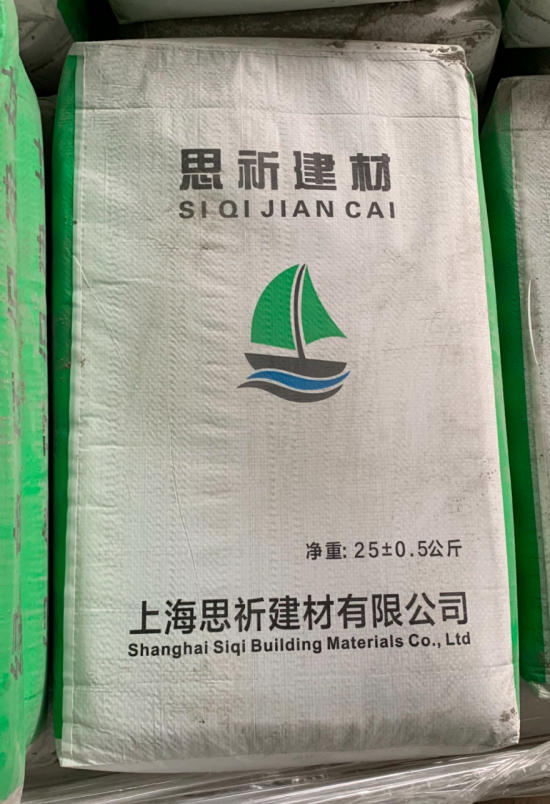 思祈建材
SI QI JIAN CAI
净重: 25±0.5公斤
上海思祈建材有限公司
Shanghai Siqi Building Materials Co., Ltd